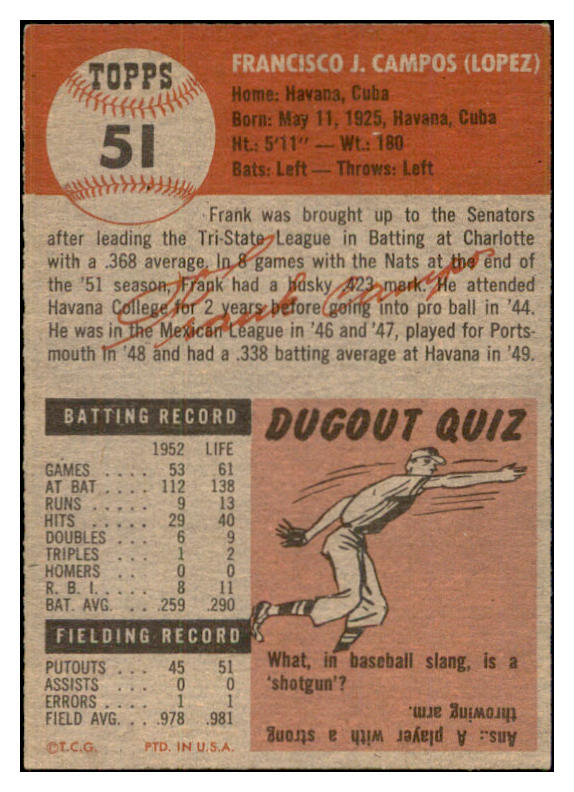 TOPPS
51
FRANCISCO J. CAMPOS (LOPEZ)
Home: Havana, Cuba
Born: May 11, 1925, Havana, Cuba
Ht.: 5'11" — Wt.: 180
Bats: Left — Throws: Left
Frank was brought up to the Senators
after leading the Tri-State League in Batting at Charlotte
with a .368 average. In 8 games with the Nats at the end of
the '51 season, Frank had a husky .423 mark. He attended
Havana College for 2 years before going into pro ball in '44.
He was in the Mexican League in '46 and '47, played for Ports-
mouth in '48 and had a .338 batting average at Havana in '49.
Frank Campos
BATTING RECORD
1952 LIFE
GAMES .... 53 61
AT BAT .... 112 138
RUNS .... 9 13
HITS ..... 29 40
DOUBLES .. 6 9
TRIPLES ... 1 2
HOMERS .. 0 0
R. B. I. .... 8 11
BAT. AVG. .. .259 .290
FIELDING RECORD
PUTOUTS ... 45 51
ASSISTS ... 0 0
ERRORS .... 1 1
FIELD AVG. .. .978 .981
©T.C.G. PTD. IN U.S.A.
DUGOUT QUIZ
What, in baseball slang, is a
'shotgun'?
Ans.: A player with a strong
throwing arm.